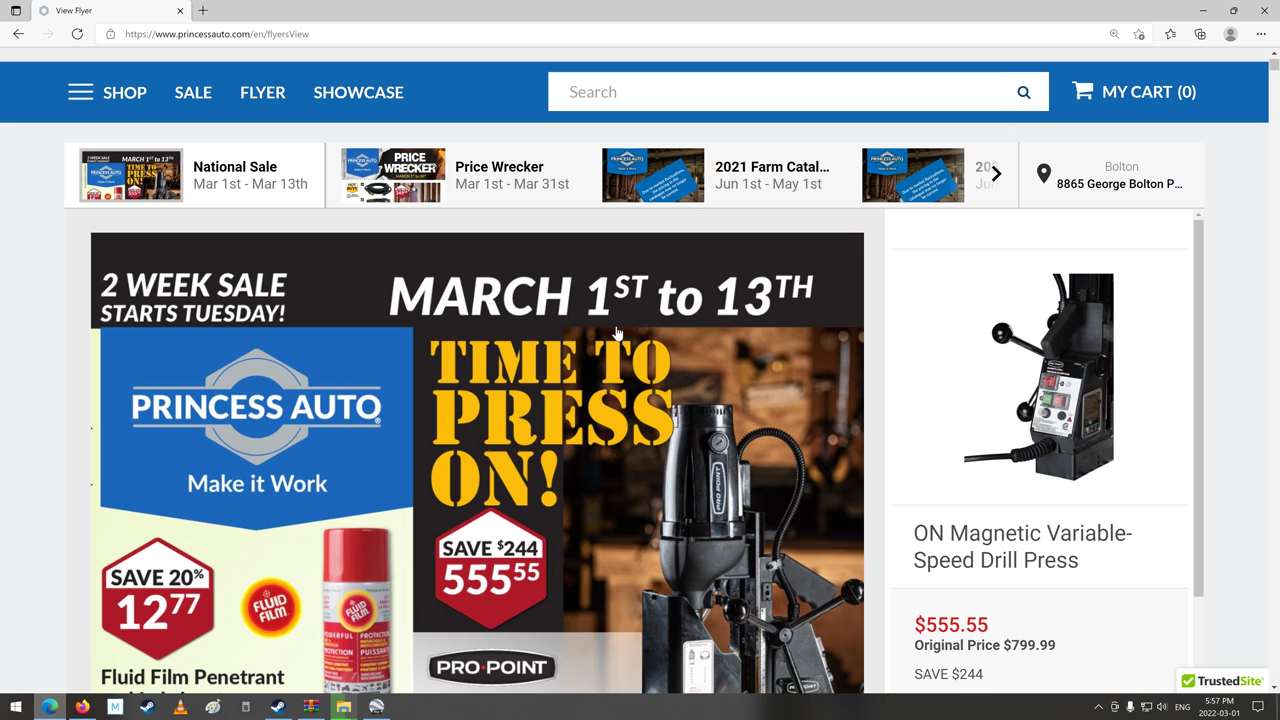 View Flyer
https://www.princessauto.com/en/flyersView
SHOP
SALE
FLYER
SHOWCASE
Search
MY CART (0)
National Sale
Mar 1st - Mar 13th
Price Wrecker
Mar 1st - Mar 31st
2021 Farm Catal...
Jun 1st - May 1st
Bolton
8865 George Bolton P...
2 WEEK SALE
STARTS TUESDAY!
MARCH 1ST to 13TH
PRINCESS AUTO
Make it Work
TIME TO
PRESS
ON!
SAVE $244
555 55
SAVE 20%
12 77
FLUID
FILM
Fluid Film Penetrant
PRO·POINT
ON Magnetic Variable-
Speed Drill Press
$555.55
Original Price $799.99
SAVE $244
TrustedSite
ENG
5:57 PM
2022-03-01